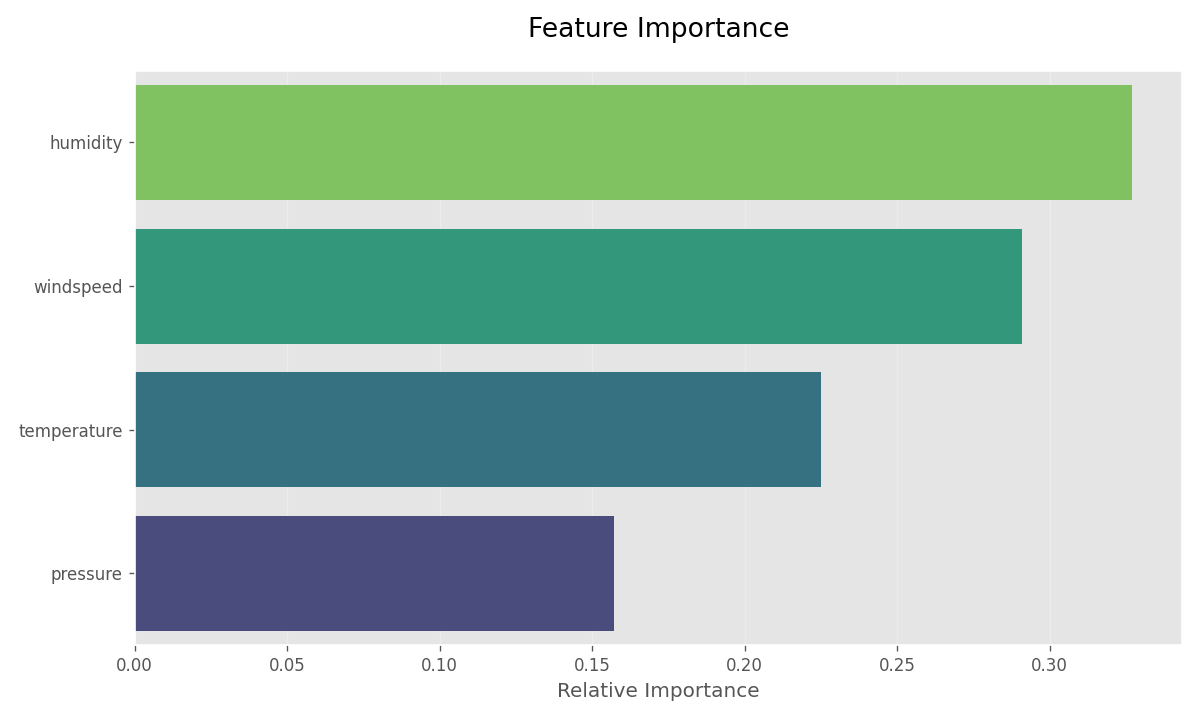 Feature Importance
humidity
windspeed
temperature
pressure
0.00 0.05 0.10 0.15 0.20 0.25 0.30
Relative Importance